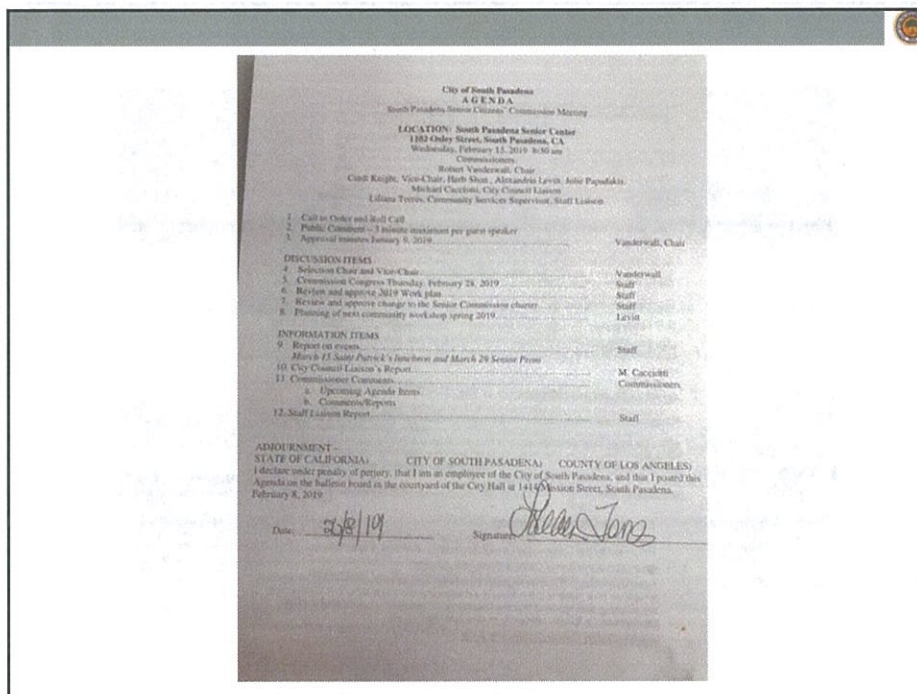 City of South Pasadena
AGENDA
South Pasadena Senior Citizens' Commission Meeting
LOCATION: South Pasadena Senior Center
1102 Oxley Street, South Pasadena, CA
Wednesday, February 13, 2019 8:30 am
Commissioners
Robert Vanderwall, Chair
Cindi Knight, Vice-Chair, Herb Shon, Alexandria Levitt, Jolie Papadakis
Michael Cacciotti, City Council Liaison
Liliana Torres, Community Services Supervisor, Staff Liaison
1. Call to Order and Roll Call
2. Public Comment – 3 minute maximum per guest speaker
3. Approval minutes January 9, 2019 Vanderwall, Chair
DISCUSSION ITEMS
4. Selection Chair and Vice-Chair Vanderwall
5. Commission Congress Thursday, February 28, 2019 Staff
6. Review and approve 2019 Work plan Staff
7. Review and approve change to the Senior Commission charter Staff
8. Planning of next community workshop spring 2019 Levitt
INFORMATION ITEMS
9. Report on events Staff
March 15 Saint Patrick's luncheon and March 29 Senior Prom
10. City Council Liaison's Report M. Cacciotti
11. Commissioner Comments Commissioners
a. Upcoming Agenda Items
b. Comments/Reports
12. Staff Liaison Report Staff
ADJOURNMENT –
STATE OF CALIFORNIA) CITY OF SOUTH PASADENA) COUNTY OF LOS ANGELES)
I declare under penalty of perjury, that I am an employee of the City of South Pasadena, and that I posted this
Agenda on the bulletin board in the courtyard of the City Hall at 1414 Mission Street, South Pasadena,
February 8, 2019
Date: 2/8/19 Signature: